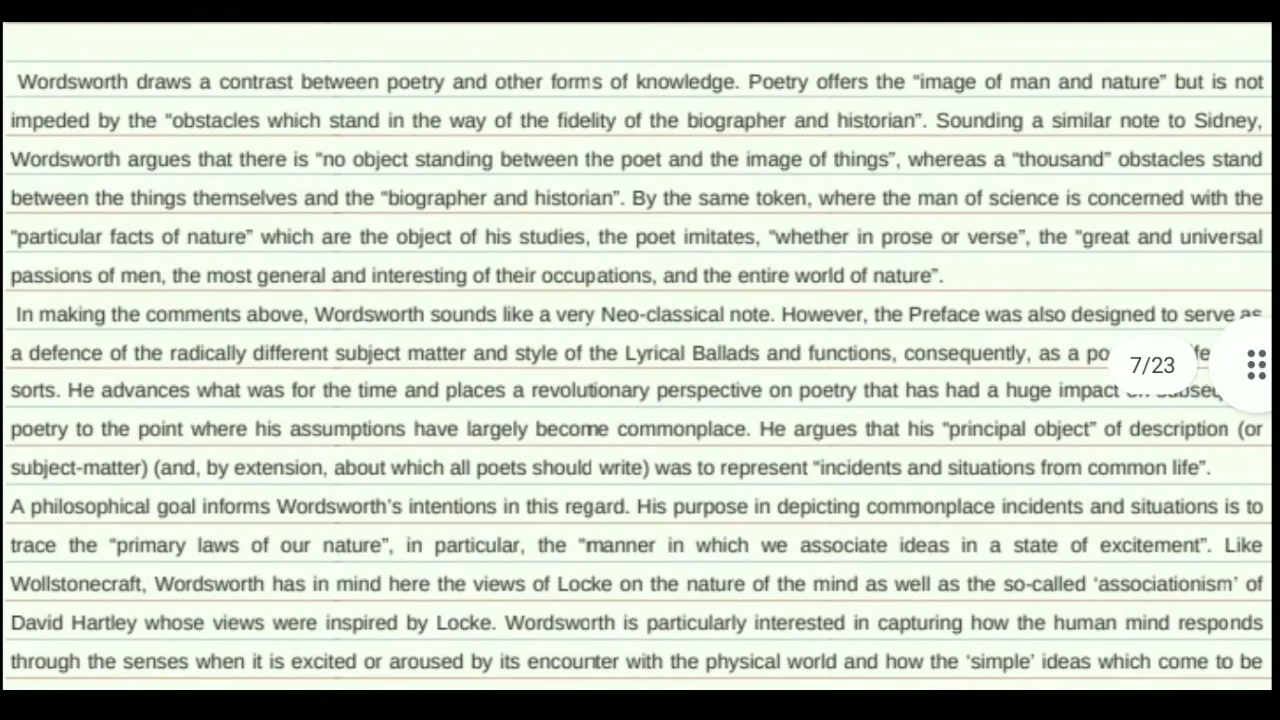 Wordsworth draws a contrast between poetry and other forms of knowledge. Poetry offers the “image of man and nature” but is not
impeded by the “obstacles which stand in the way of the fidelity of the biographer and historian”. Sounding a similar note to Sidney,
Wordsworth argues that there is “no object standing between the poet and the image of things”, whereas a “thousand” obstacles stand
between the things themselves and the “biographer and historian”. By the same token, where the man of science is concerned with the
“particular facts of nature” which are the object of his studies, the poet imitates, “whether in prose or verse”, the “great and universal
passions of men, the most general and interesting of their occupations, and the entire world of nature”.
In making the comments above, Wordsworth sounds like a very Neo-classical note. However, the Preface was also designed to serve as
a defence of the radically different subject matter and style of the Lyrical Ballads and functions, consequently, as a
7/23
sorts. He advances what was for the time and places a revolutionary perspective on poetry that has had a huge impact
poetry to the point where his assumptions have largely become commonplace. He argues that his “principal object” of description (or
subject-matter) (and, by extension, about which all poets should write) was to represent “incidents and situations from common life”.
A philosophical goal informs Wordsworth’s intentions in this regard. His purpose in depicting commonplace incidents and situations is to
trace the “primary laws of our nature”, in particular, the “manner in which we associate ideas in a state of excitement”. Like
Wollstonecraft, Wordsworth has in mind here the views of Locke on the nature of the mind as well as the so-called ‘associationism’ of
David Hartley whose views were inspired by Locke. Wordsworth is particularly interested in capturing how the human mind responds
through the senses when it is excited or aroused by its encounter with the physical world and how the ‘simple’ ideas which come to be